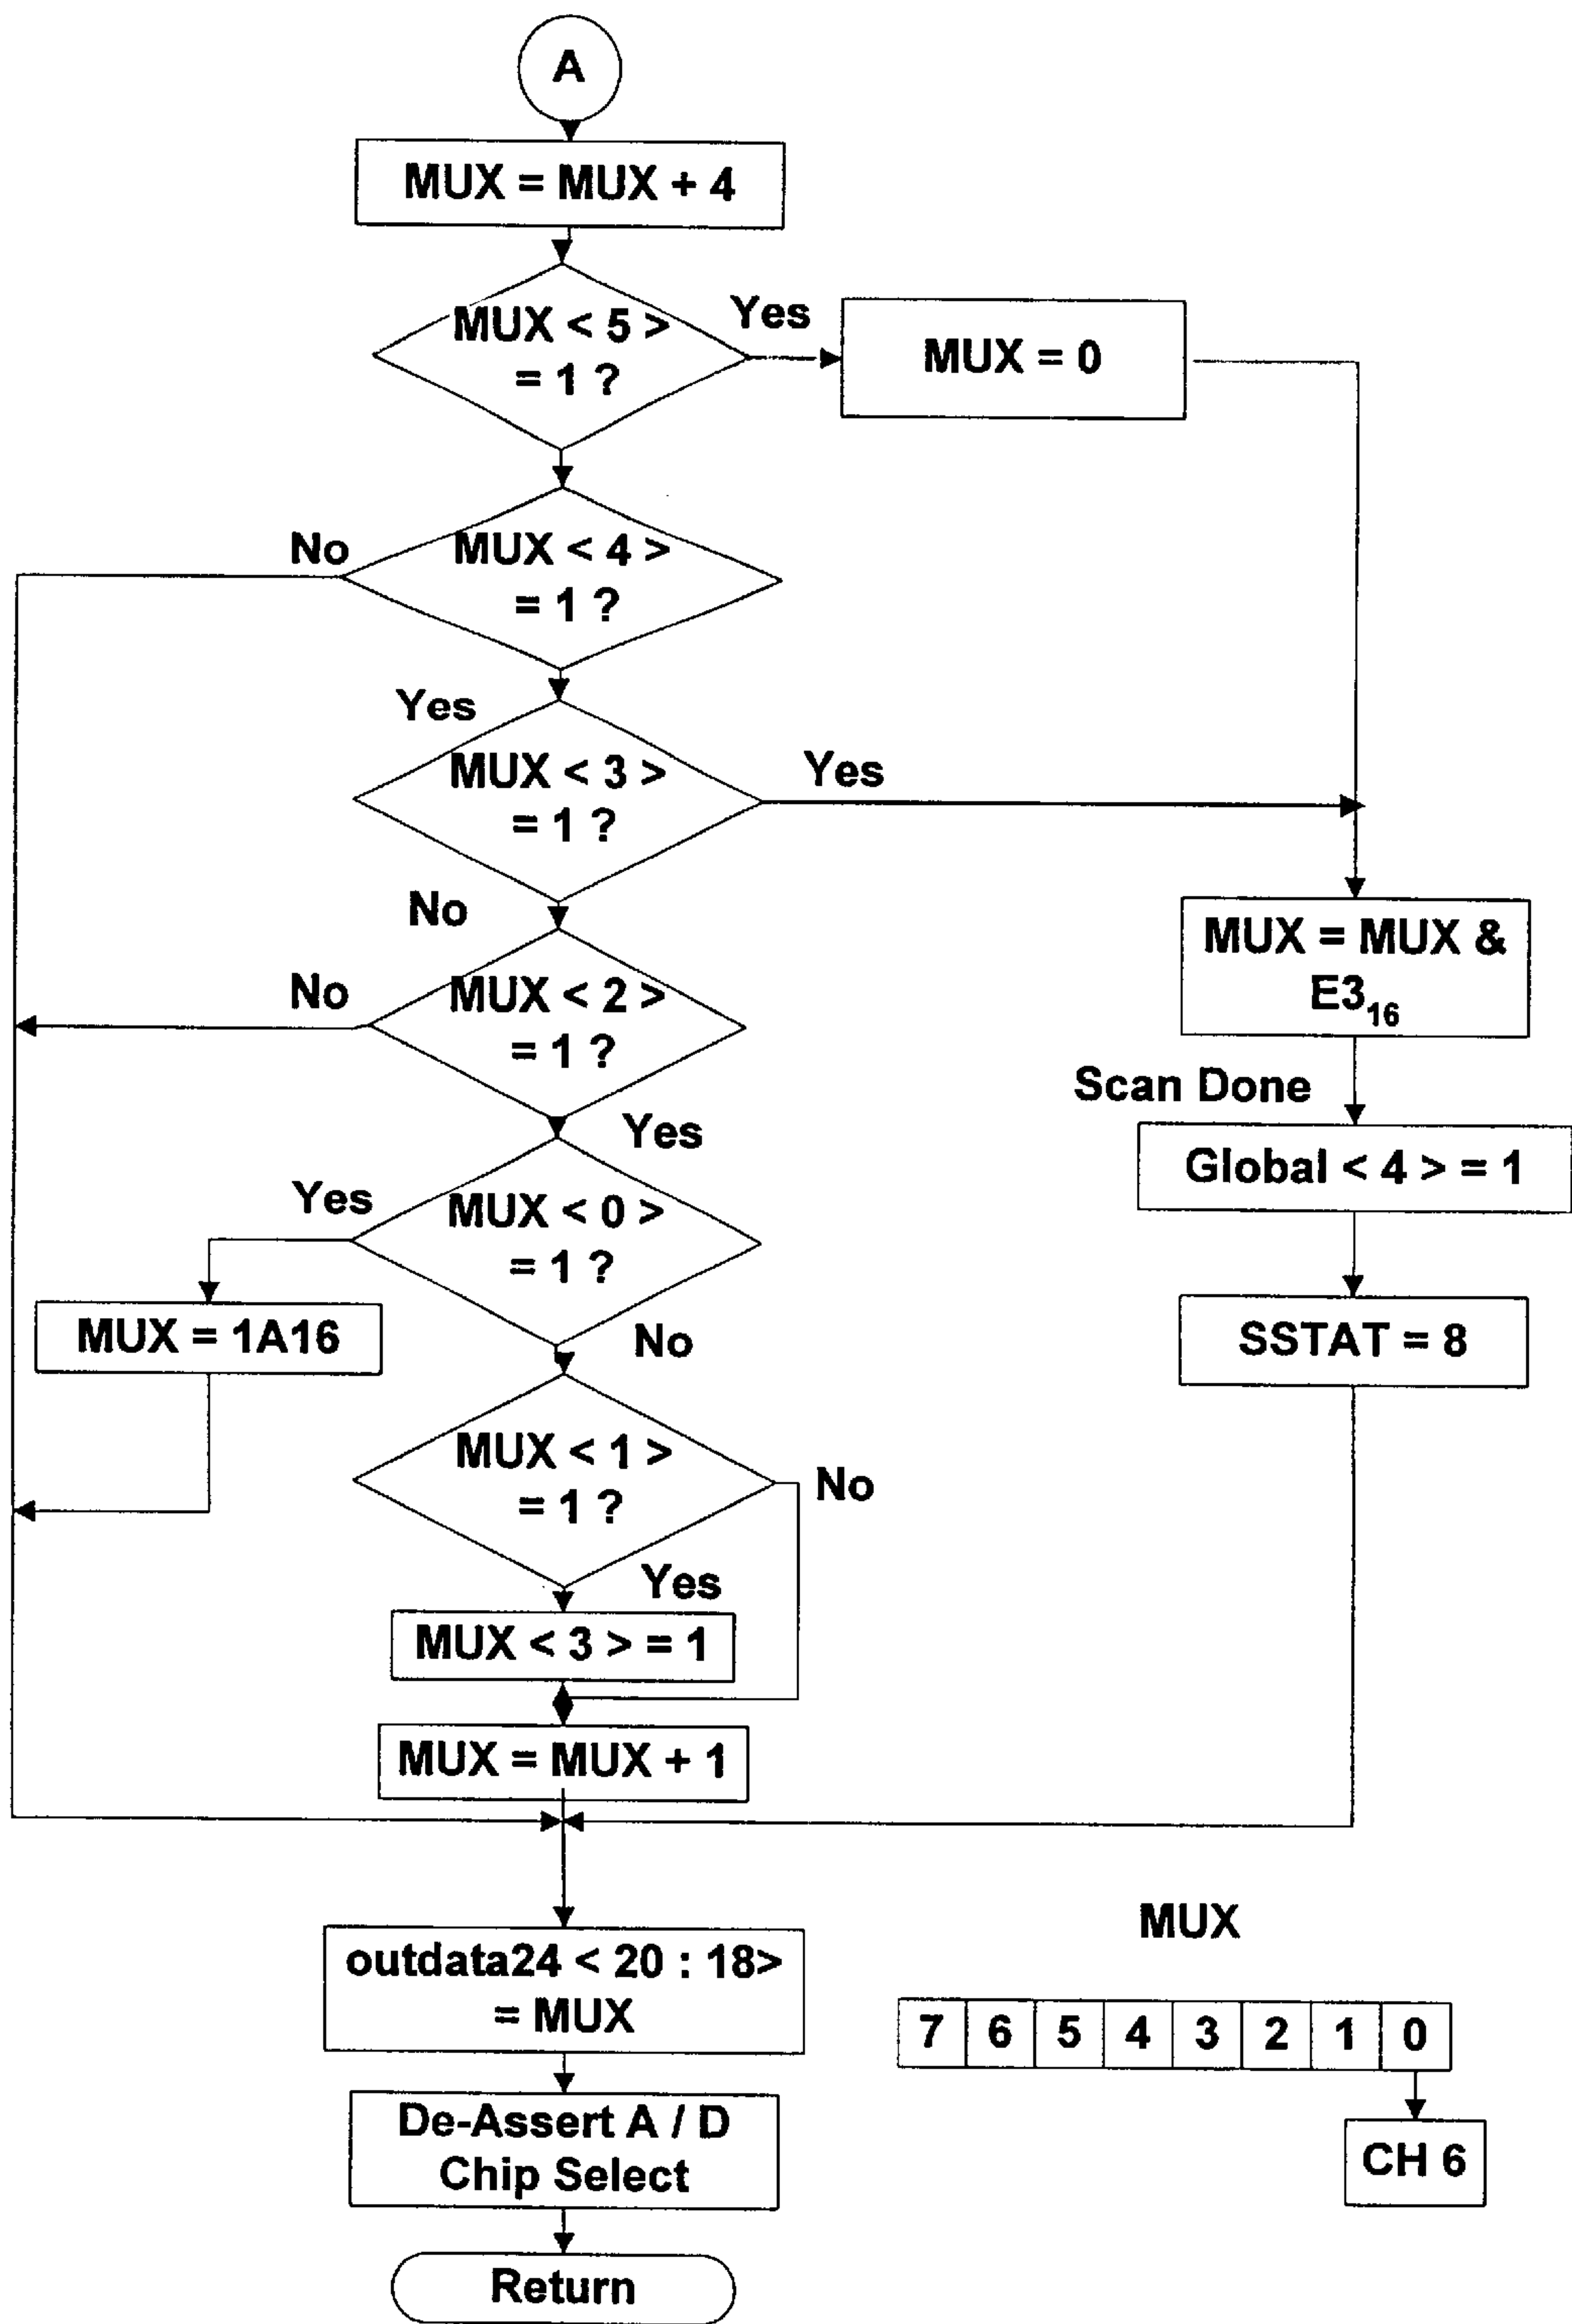 A
MUX = MUX + 4
MUX < 5 >
= 1 ?
Yes
MUX = 0
No
MUX < 4 >
= 1 ?
Yes
MUX < 3 >
= 1 ?
Yes
No
MUX = MUX &
E3₁₆
No
MUX < 2 >
= 1 ?
Scan Done
Yes
Global < 4 > = 1
Yes
MUX < 0 >
= 1 ?
MUX = 1A16
No
SSTAT = 8
MUX < 1 >
= 1 ?
No
Yes
MUX < 3 > = 1
MUX = MUX + 1
outdata24 < 20 : 18>
= MUX
MUX
7 6 5 4 3 2 1 0
De-Assert A / D
Chip Select
CH 6
Return